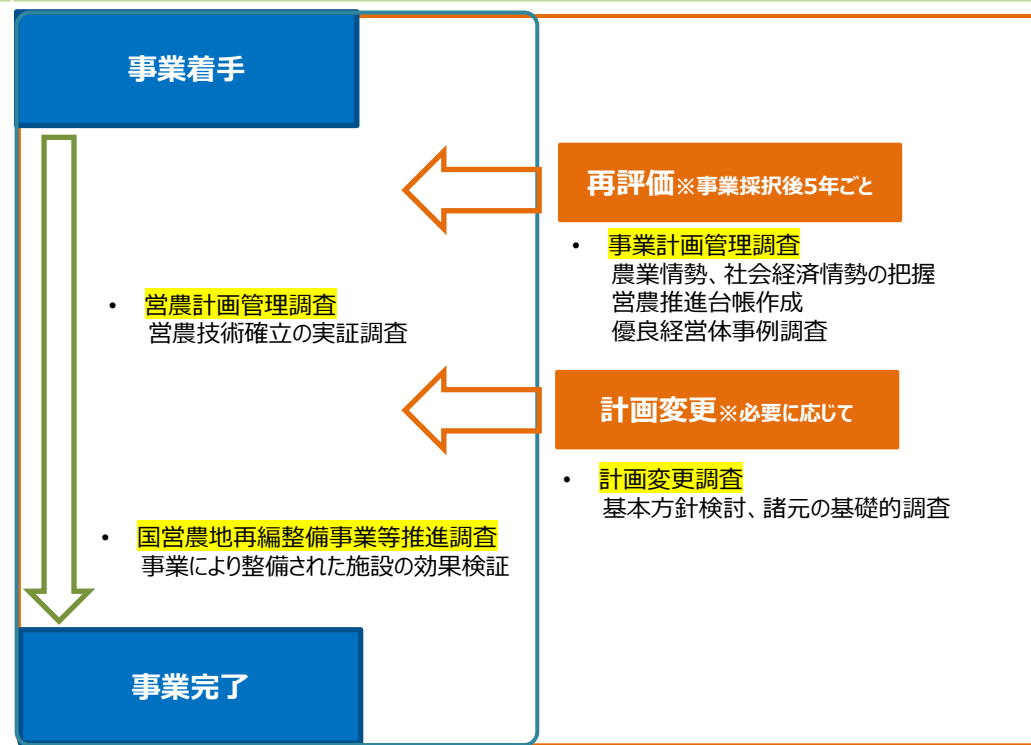 事業着手
再評価※事業採択後5年ごと
• 事業計画管理調査
農業情勢、社会経済情勢の把握
営農推進台帳作成
優良経営体事例調査
• 営農計画管理調査
営農技術確立の実証調査
計画変更※必要に応じて
• 計画変更調査
基本方針検討、諸元の基礎的調査
• 国営農地再編整備事業等推進調査
事業により整備された施設の効果検証
事業完了